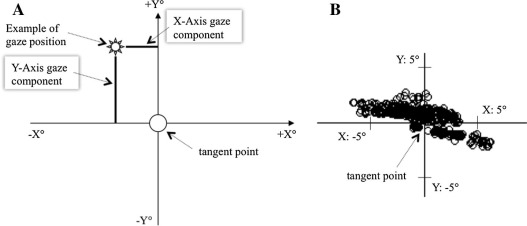 A
+Y°
Example of
gaze position
X-Axis gaze
component
Y-Axis gaze
component
-X°
+X°
tangent point
-Y°
B
Y: 5°
X: 5°
X: -5°
tangent point
Y: -5°